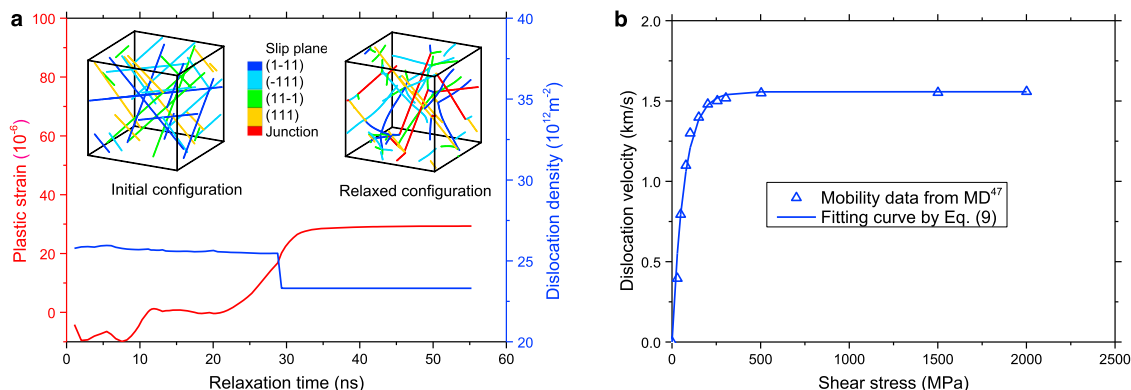 a
Plastic strain (10⁻⁶)
100
80
60
40
20
0
Initial configuration
Slip plane
(1-11)
(-111)
(11-1)
(111)
Junction
Relaxed configuration
40
35
30
25
20
Dislocation density (10¹²m⁻²)
0 10 20 30 40 50 60
Relaxation time (ns)
b
Dislocation velocity (km/s)
2.0
1.5
1.0
0.5
0.0
Mobility data from MD⁴⁷
Fitting curve by Eq. (9)
0 500 1000 1500 2000 2500
Shear stress (MPa)